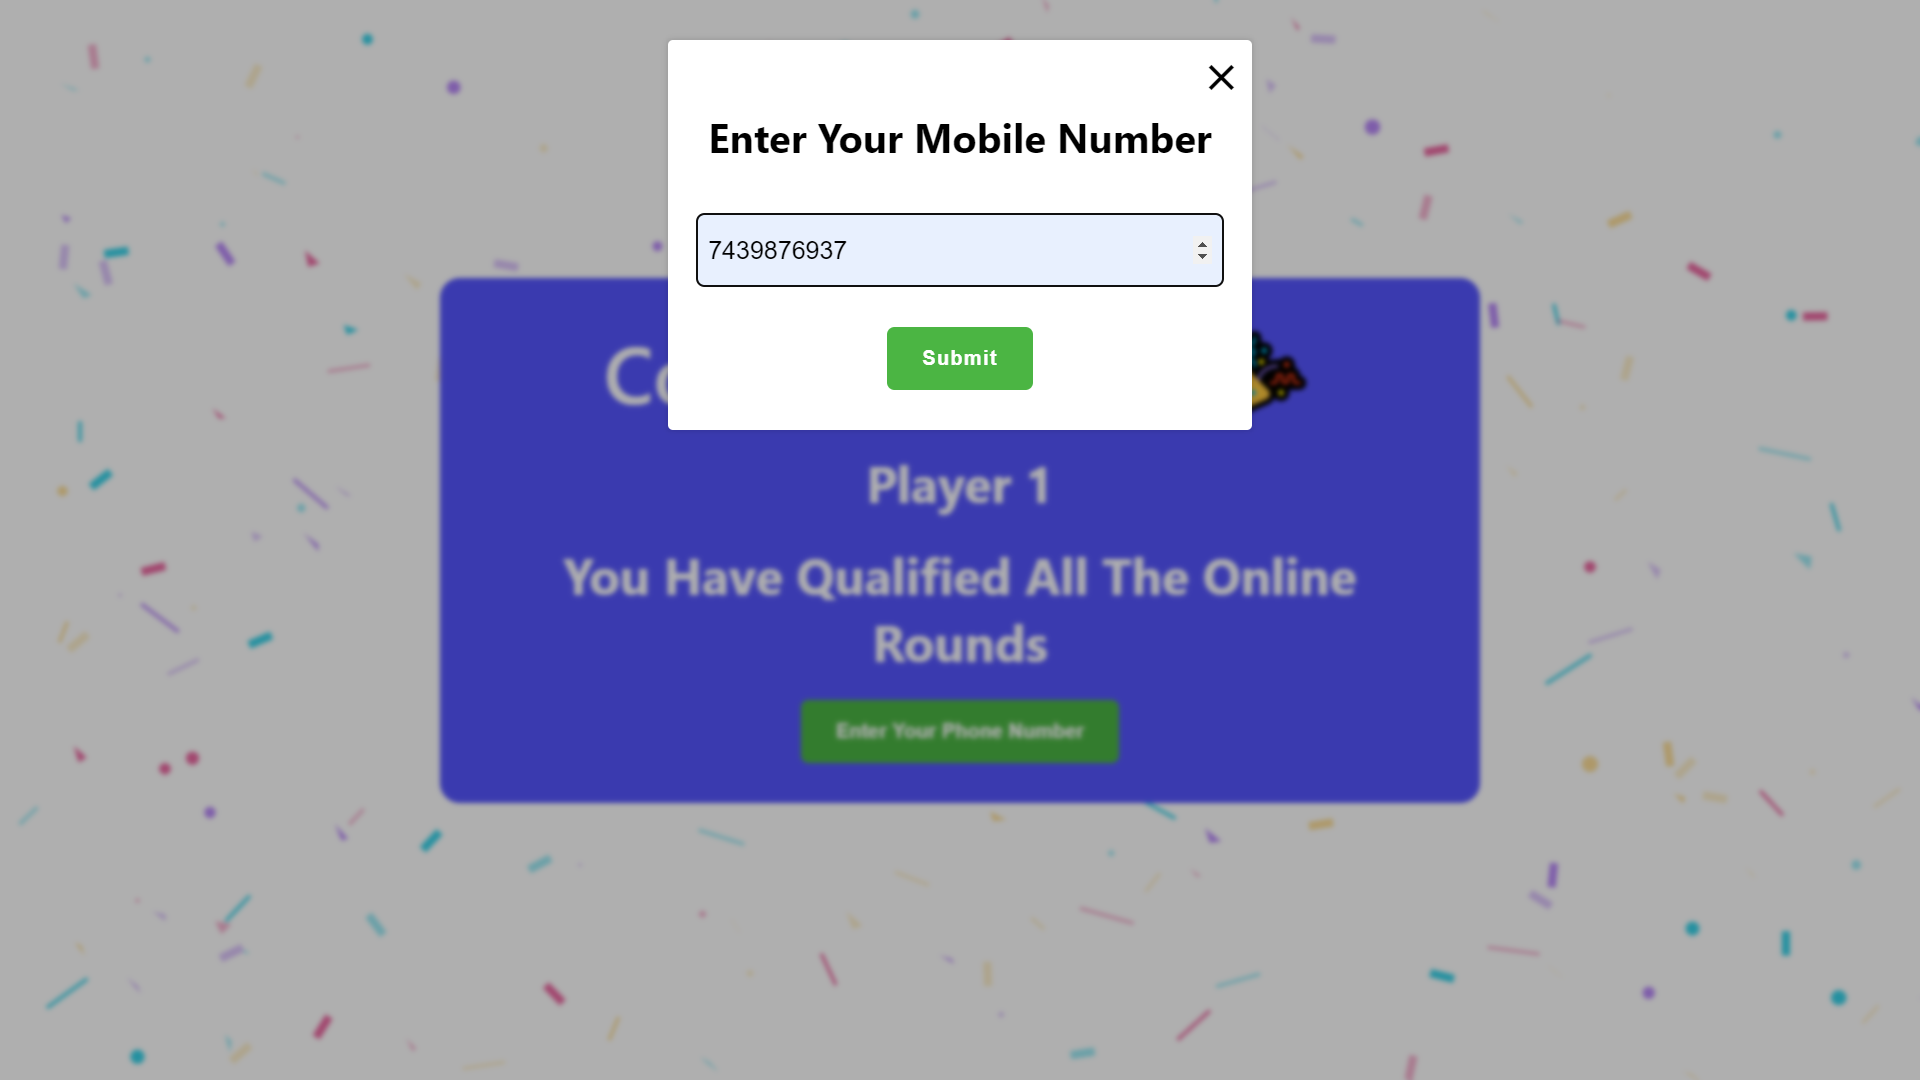 Enter Your Mobile Number
7439876937
Submit
Player 1
You Have Qualified All The Online
Rounds
Enter Your Phone Number